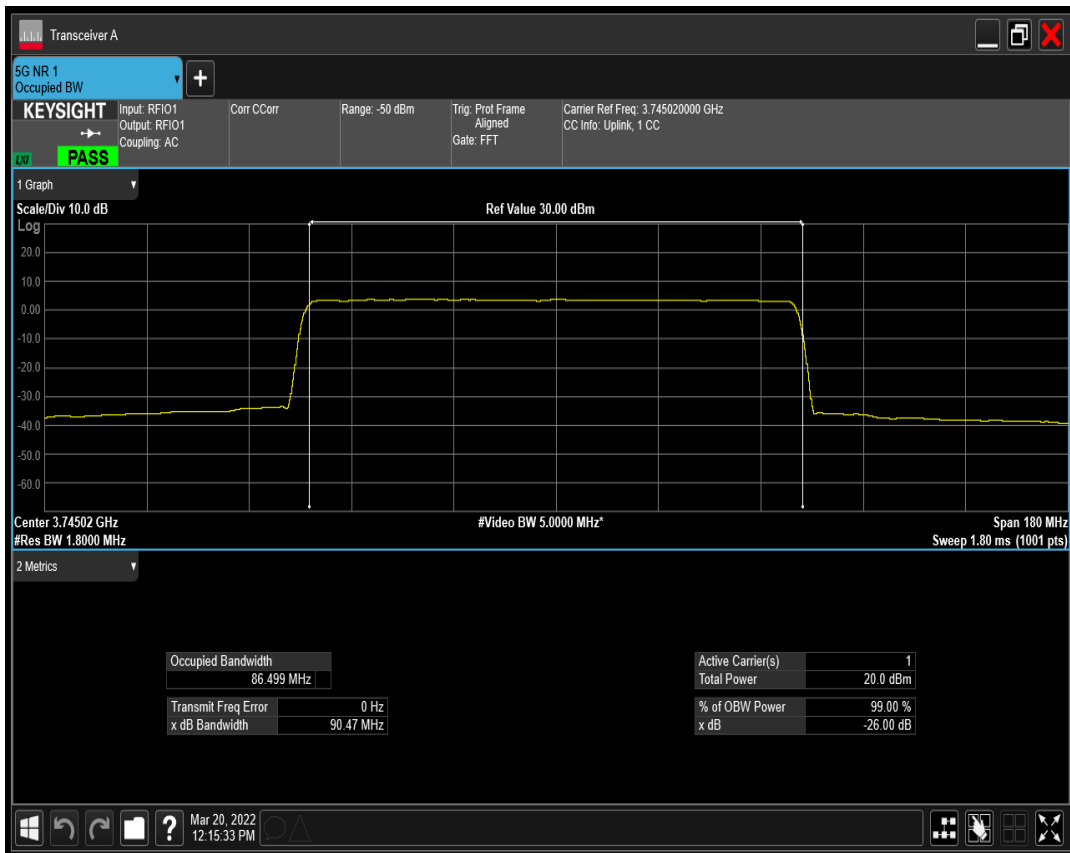 Transceiver A
5G NR 1
Occupied BW
KEYSIGHT
LXI
PASS
Input: RFIO1
Output: RFIO1
Coupling: AC
Corr CCorr
Range: -50 dBm
Trig: Prot Frame
Aligned
Gate: FFT
Carrier Ref Freq: 3.745020000 GHz
CC Info: Uplink, 1 CC
1 Graph
Scale/Div 10.0 dB
Ref Value 30.00 dBm
Log
20.0
10.0
0.00
-10.0
-20.0
-30.0
-40.0
-50.0
-60.0
Center 3.74502 GHz
#Video BW 5.0000 MHz*
Span 180 MHz
#Res BW 1.8000 MHz
Sweep 1.80 ms (1001 pts)
2 Metrics
Occupied Bandwidth
86.499 MHz
Transmit Freq Error 0 Hz
x dB Bandwidth 90.47 MHz
Active Carrier(s) 1
Total Power 20.0 dBm
% of OBW Power 99.00 %
x dB -26.00 dB
?
Mar 20, 2022
12:15:33 PM